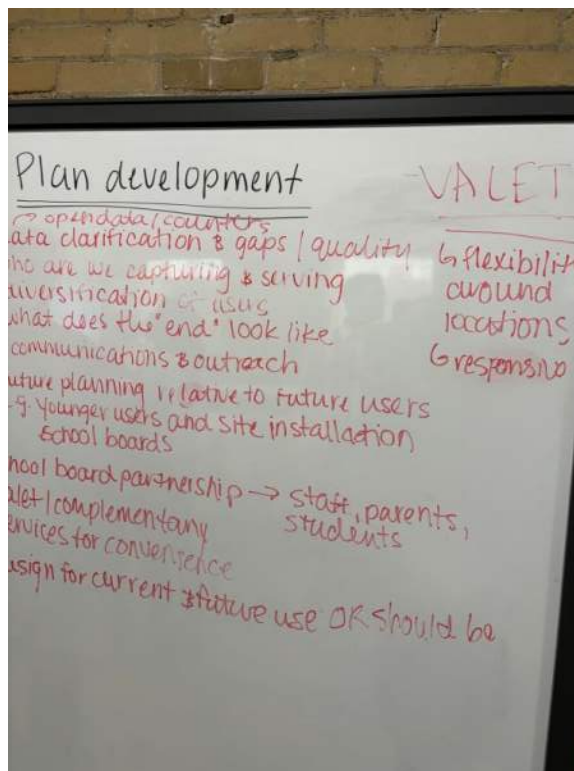 Plan development
→ opendata/counters
ata clarification & gaps / quality
ho are we capturing & serving
iversification of users
what does the "end" look like
communications & outreach
uture planning relative to future users
.g. younger users and site installation
school boards
hool board partnership → staff, parents,
students
alet/complementary
ervices for convenience
esign for current & future use OR should be
VALET
↳ flexibilit
around
locations
↳ responsive